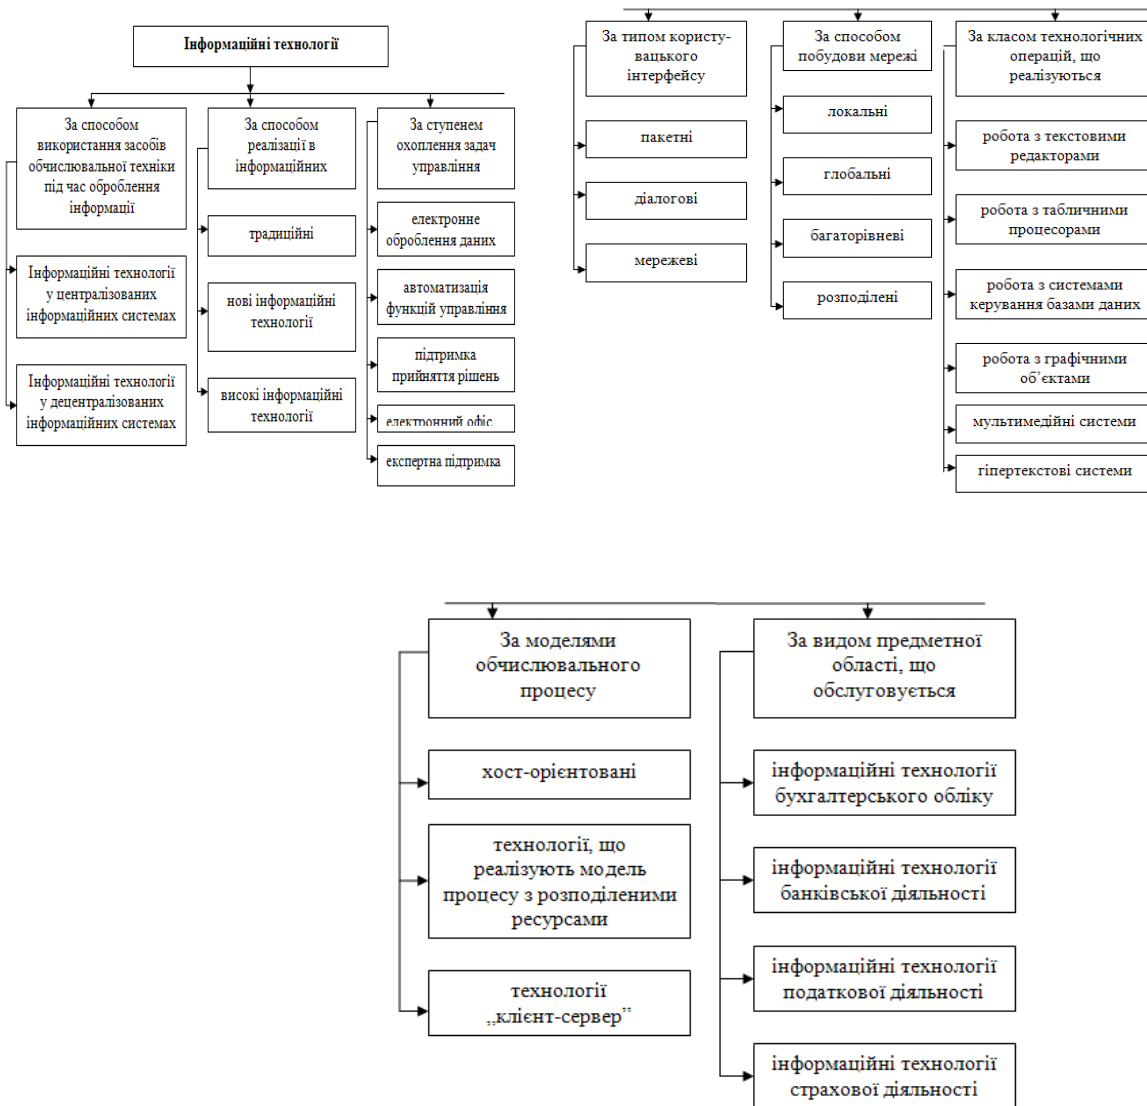 Інформаційні технології
За способом
використання засобів
обчислювальної техніки
під час оброблення
інформації
Інформаційні технології
у централізованих
інформаційних системах
Інформаційні технології
у децентралізованих
інформаційних системах
За способом
реалізації в
інформаційних
традиційні
нові інформаційні
технології
високі інформаційні
технології
За ступенем
охоплення задач
управління
електронне
оброблення даних
автоматизація
функцій управління
підтримка
прийняття рішень
електронний офіс
експертна підтримка
За типом користу-
вацького
інтерфейсу
пакетні
діалогові
мережеві
За способом
побудови мережі
локальні
глобальні
багаторівневі
розподілені
За класом технологічних
операцій, що
реалізуються
робота з текстовими
редакторами
робота з табличними
процесорами
робота з системами
керування базами даних
робота з графічними
об’єктами
мультимедійні системи
гіпертекстові системи
За моделями
обчислювального
процесу
хост-орієнтовані
технології, що
реалізують модель
процесу з розподіленими
ресурсами
технології
„клієнт-сервер”
За видом предметної
області, що
обслуговується
інформаційні технології
бухгалтерського обліку
інформаційні технології
банківської діяльності
інформаційні технології
податкової діяльності
інформаційні технології
страхової діяльності